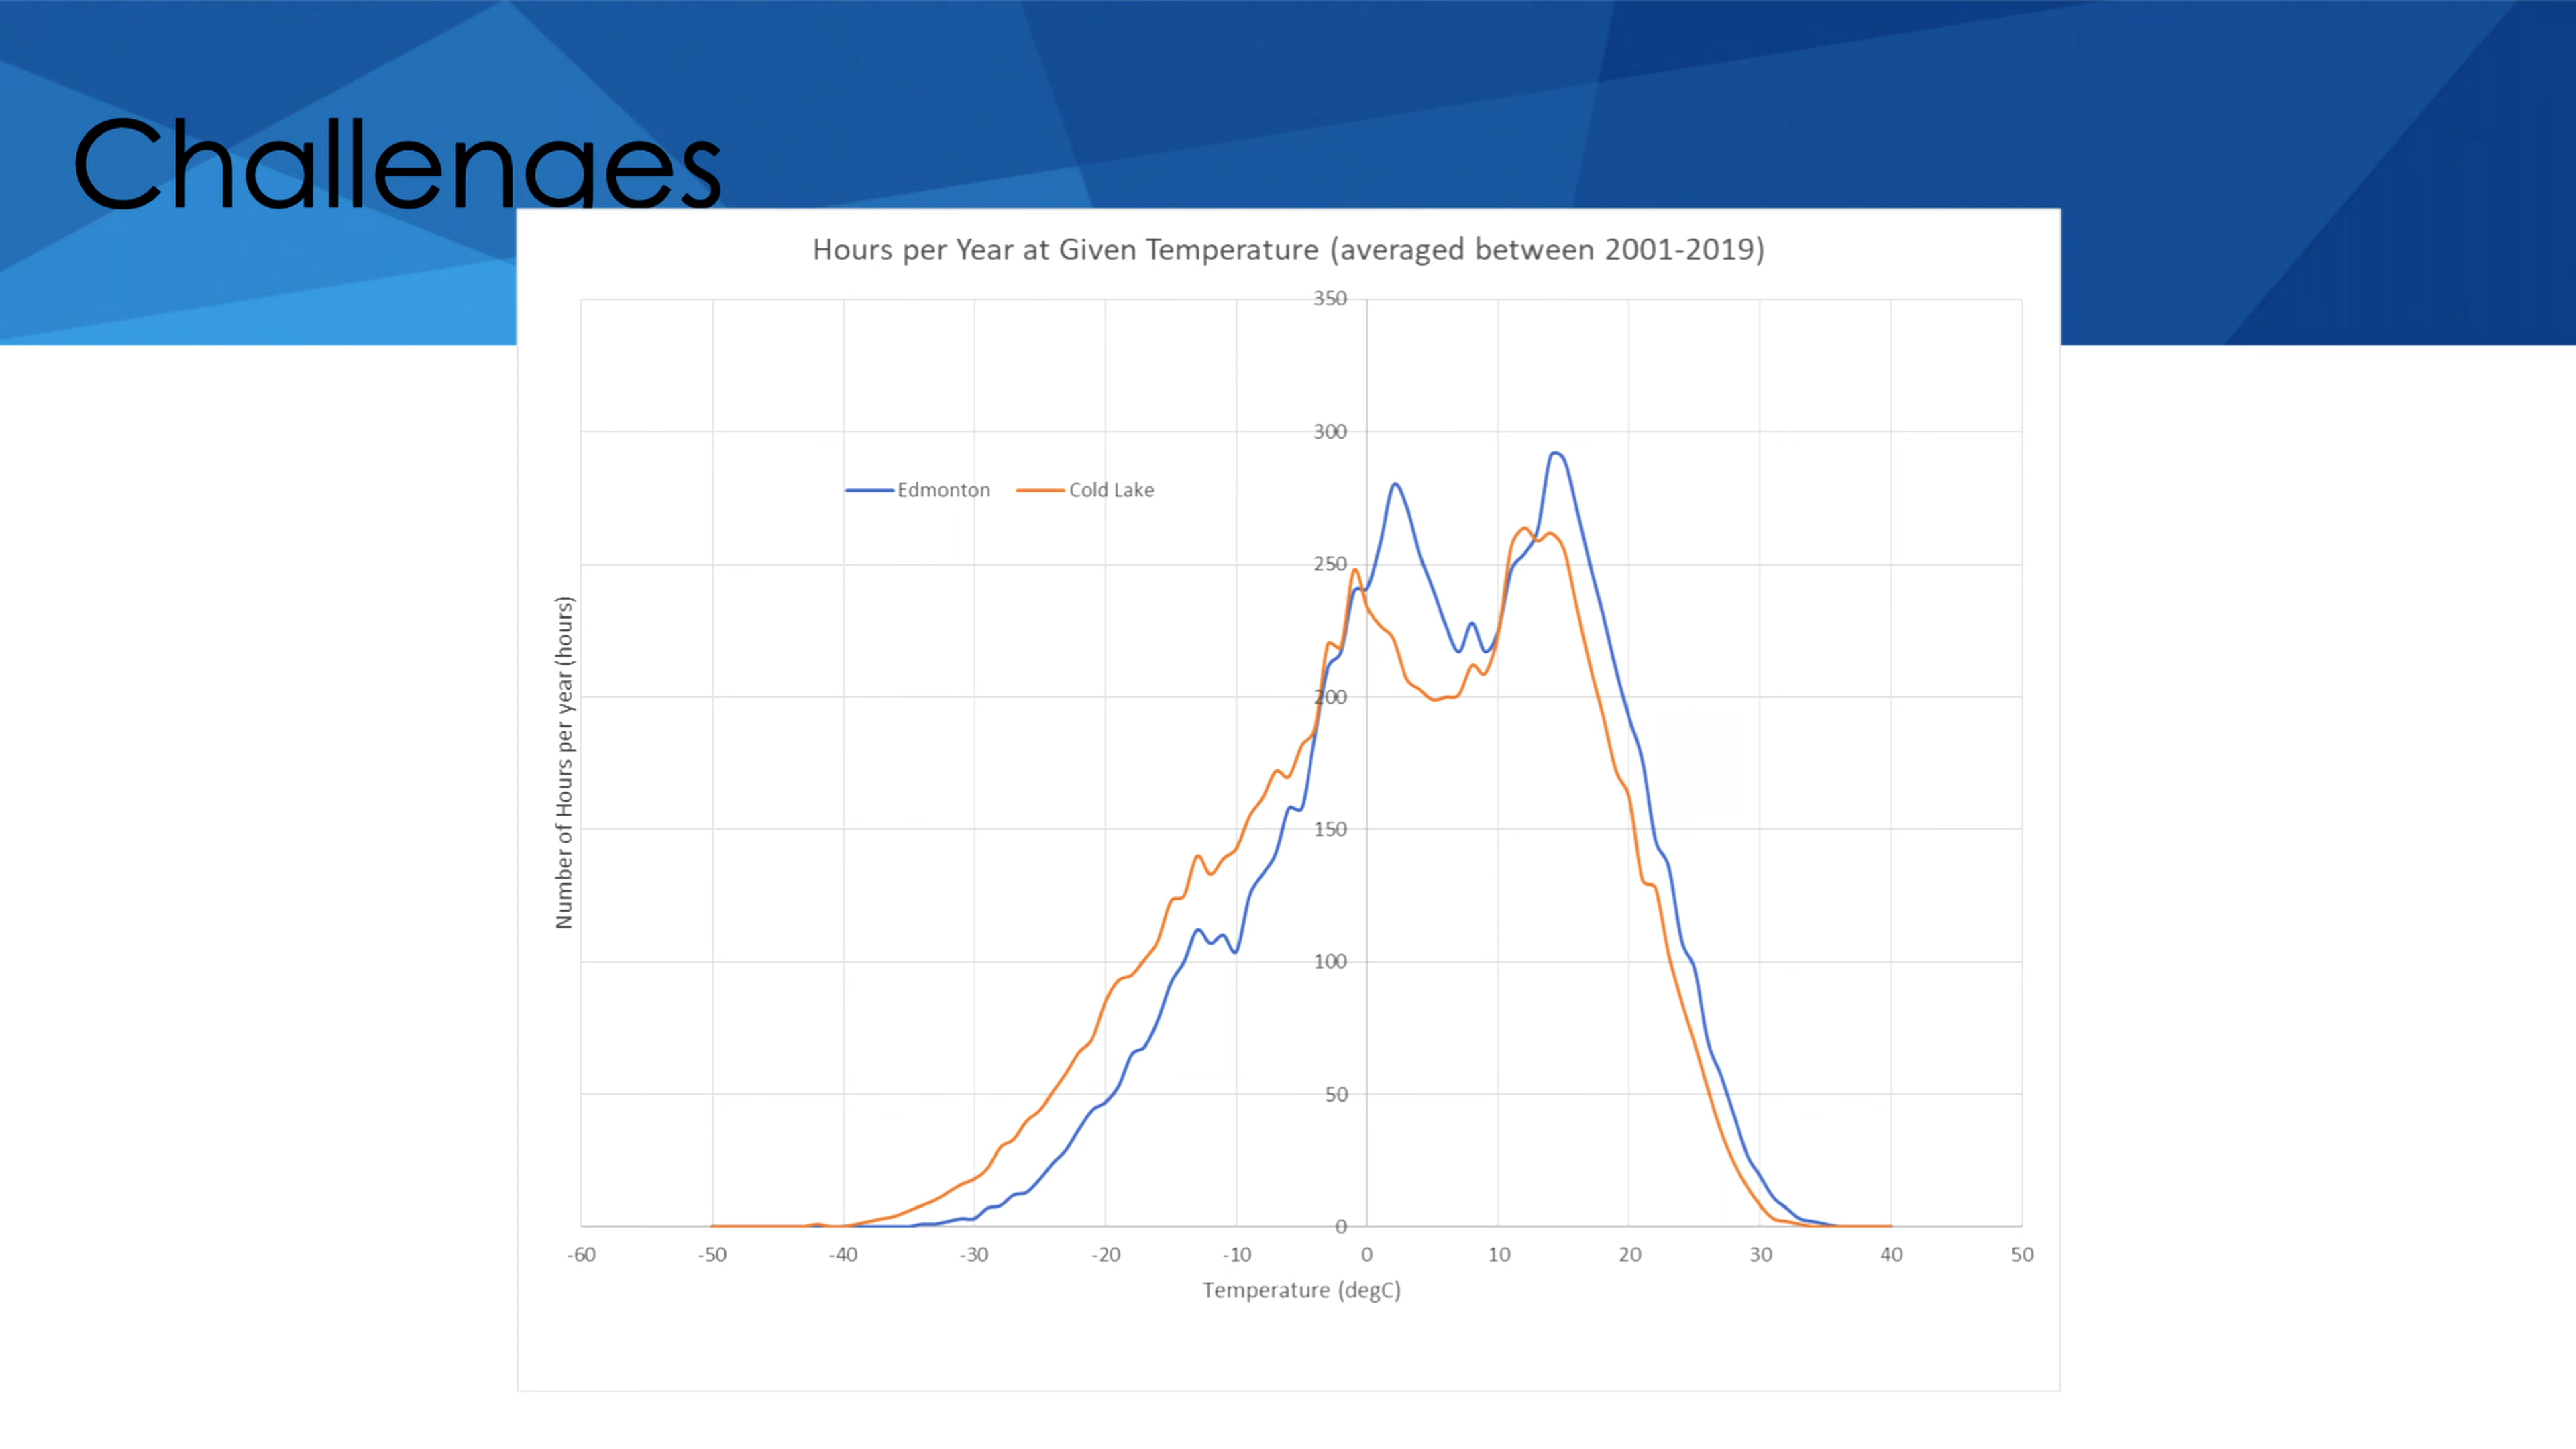 Challenges
Hours per Year at Given Temperature (averaged between 2001-2019)
350
300
Edmonton Cold Lake
250
200
150
100
50
0
Number of Hours per year (hours)
-60 -50 -40 -30 -20 -10 0 10 20 30 40 50
Temperature (degC)